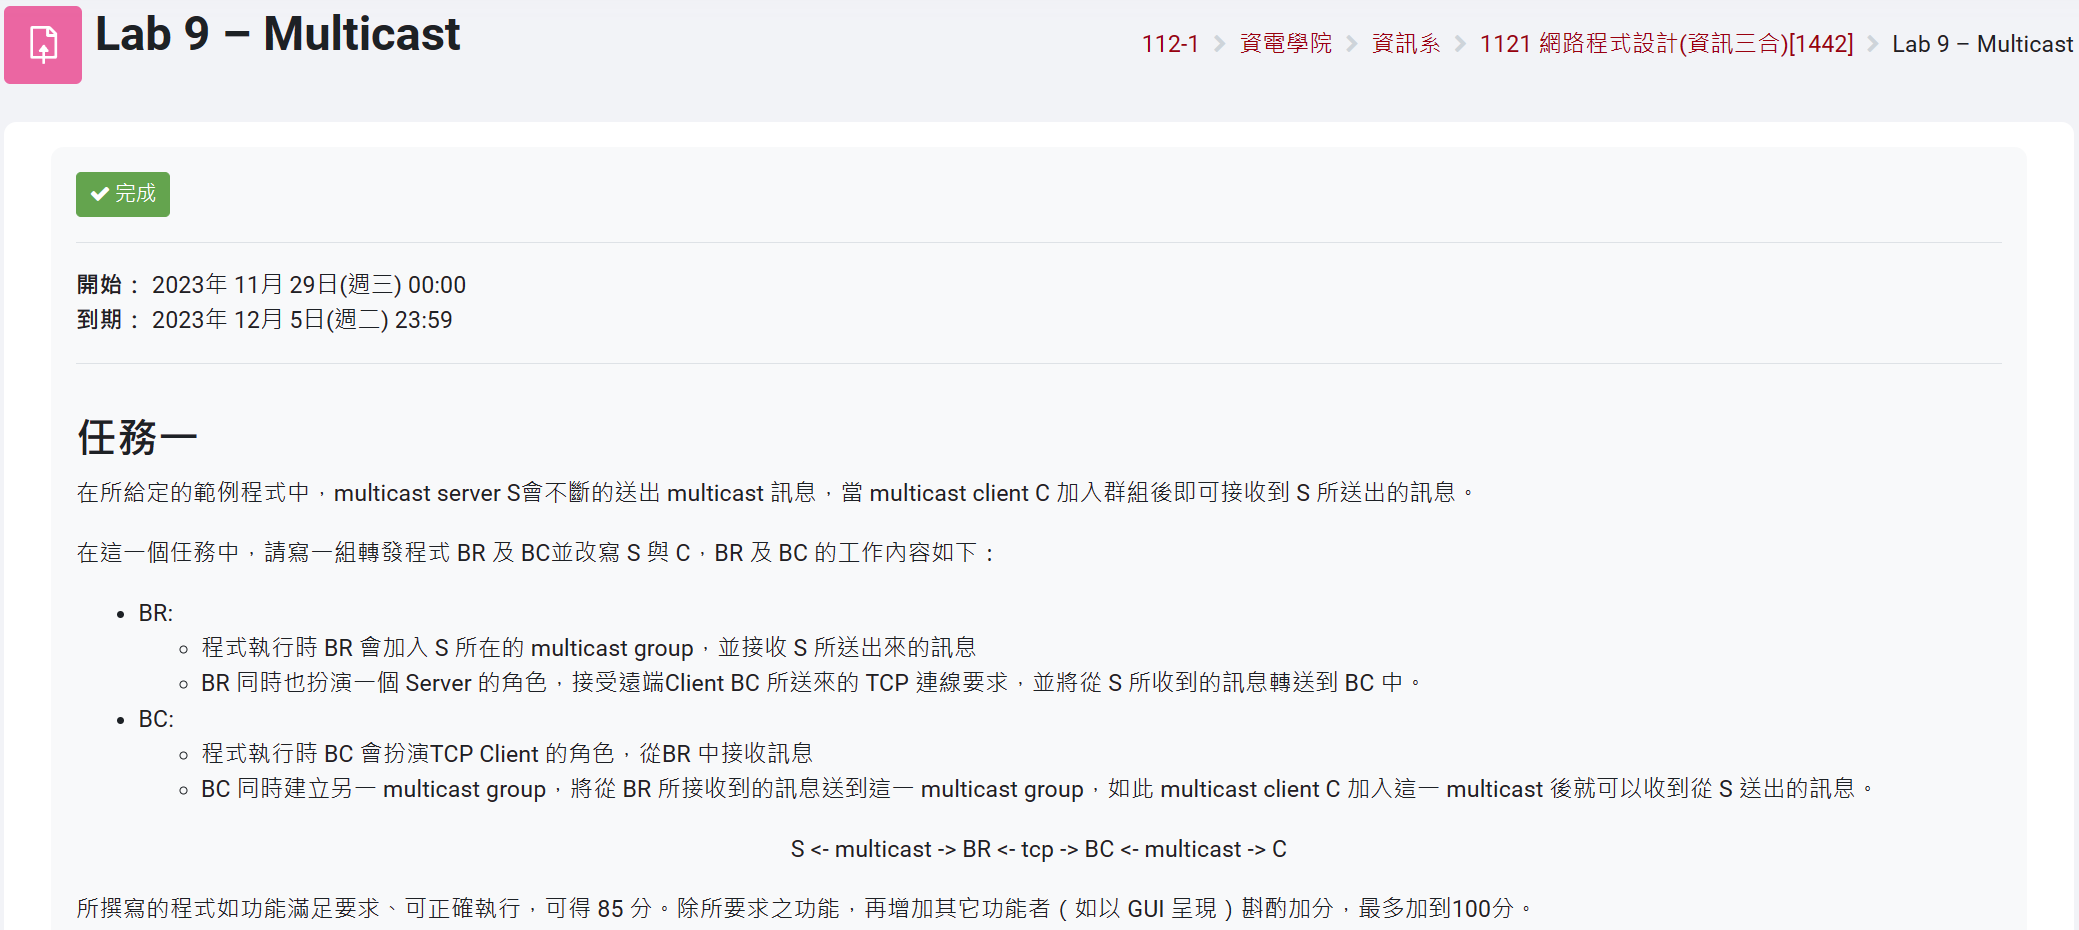 Lab 9 – Multicast
112-1 > 資電學院 > 資訊系 > 1121 網路程式設計(資訊三合)[1442] > Lab 9 – Multicast
✔ 完成
開始： 2023年 11月 29日(週三) 00:00
到期： 2023年 12月 5日(週二) 23:59
任務一
在所給定的範例程式中，multicast server S會不斷的送出 multicast 訊息，當 multicast client C 加入群組後即可接收到 S 所送出的訊息。
在這一個任務中，請寫一組轉發程式 BR 及 BC並改寫 S 與 C，BR 及 BC 的工作內容如下：
• BR:
◦ 程式執行時 BR 會加入 S 所在的 multicast group，並接收 S 所送出來的訊息
◦ BR 同時也扮演一個 Server 的角色，接受遠端Client BC 所送來的 TCP 連線要求，並將從 S 所收到的訊息轉送到 BC 中。
• BC:
◦ 程式執行時 BC 會扮演TCP Client 的角色，從BR 中接收訊息
◦ BC 同時建立另一 multicast group，將從 BR 所接收到的訊息送到這一 multicast group，如此 multicast client C 加入這一 multicast 後就可以收到從 S 送出的訊息。
S <- multicast -> BR <- tcp -> BC <- multicast -> C
所撰寫的程式如功能滿足要求、可正確執行，可得 85 分。除所要求之功能，再增加其它功能者（如以 GUI 呈現）斟酌加分，最多加到100分。